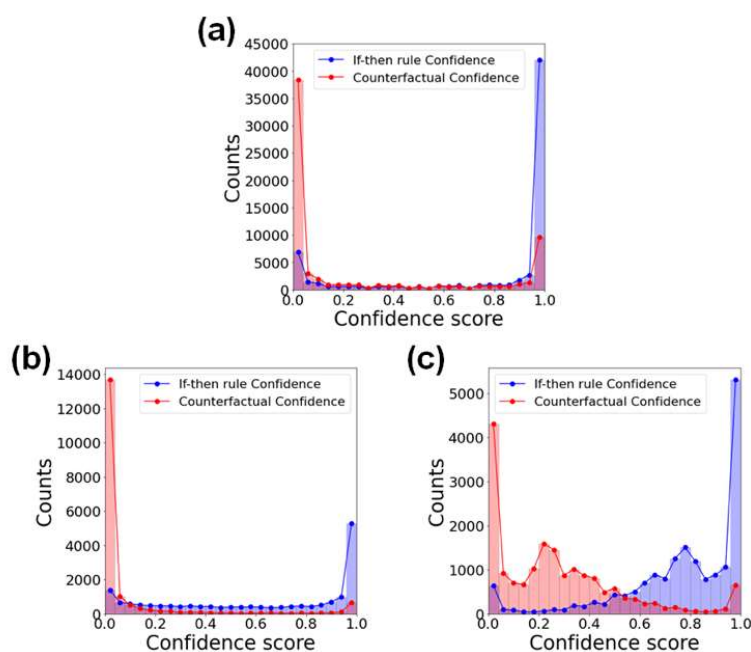 (a)
45000
40000
35000
30000
25000
20000
15000
10000
5000
0
Counts
If-then rule Confidence
Counterfactual Confidence
0.0 0.2 0.4 0.6 0.8 1.0
Confidence score
(b)
14000
12000
10000
8000
6000
4000
2000
0
Counts
If-then rule Confidence
Counterfactual Confidence
0.0 0.2 0.4 0.6 0.8 1.0
Confidence score
(c)
5000
4000
3000
2000
1000
0
Counts
If-then rule Confidence
Counterfactual Confidence
0.0 0.2 0.4 0.6 0.8 1.0
Confidence score